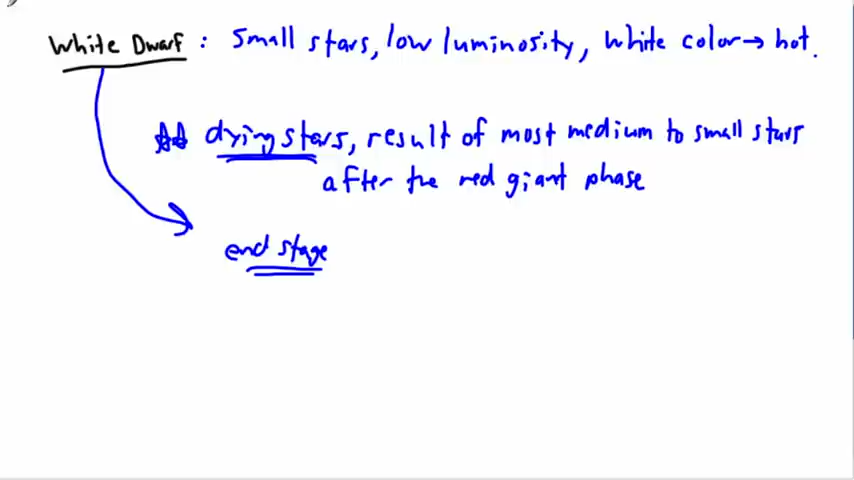 White Dwarf : Small stars, low luminosity, White color → hot.
dying stars, result of most medium to small stars
after the red giant phase
end stage